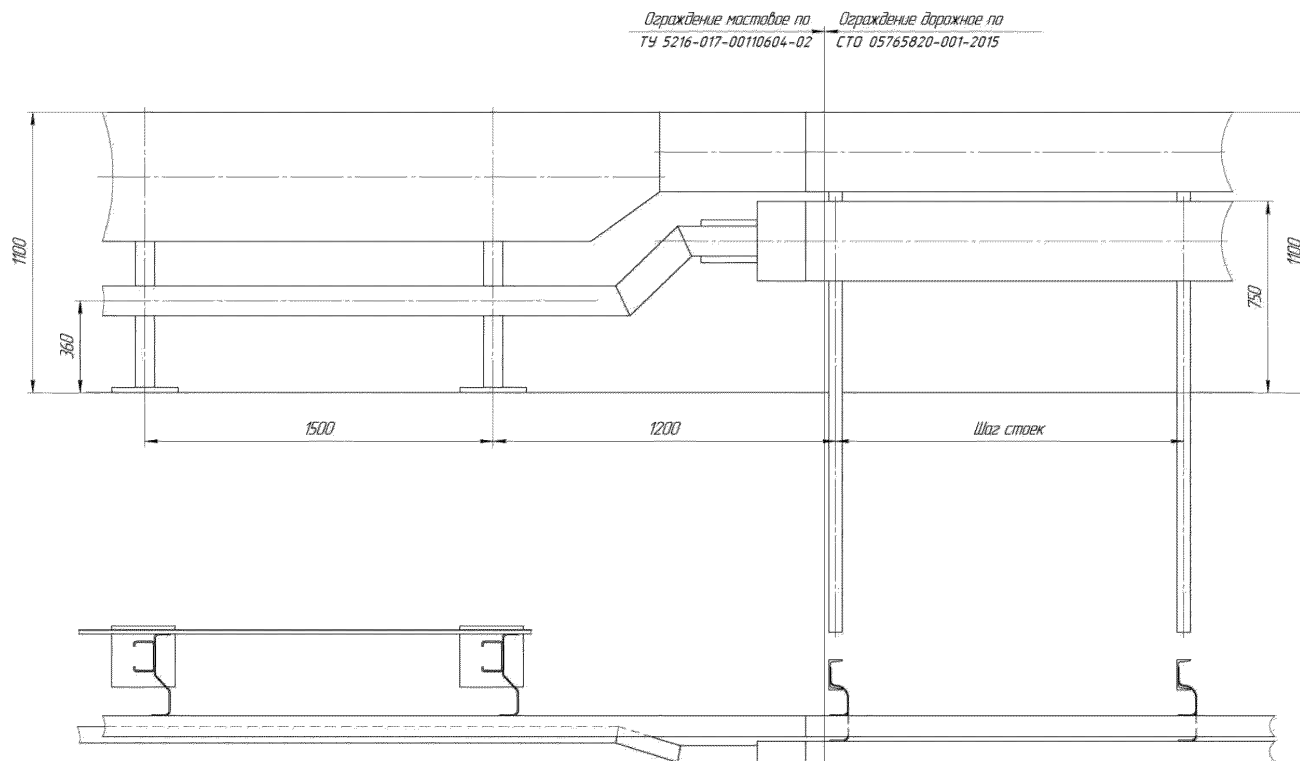 Ограждение мостовое по
ТУ 5216-017-00110604-02
Ограждение дорожное по
СТО 05765820-001-2015
1100
360
1500
1200
Шаг стоек
750
1100